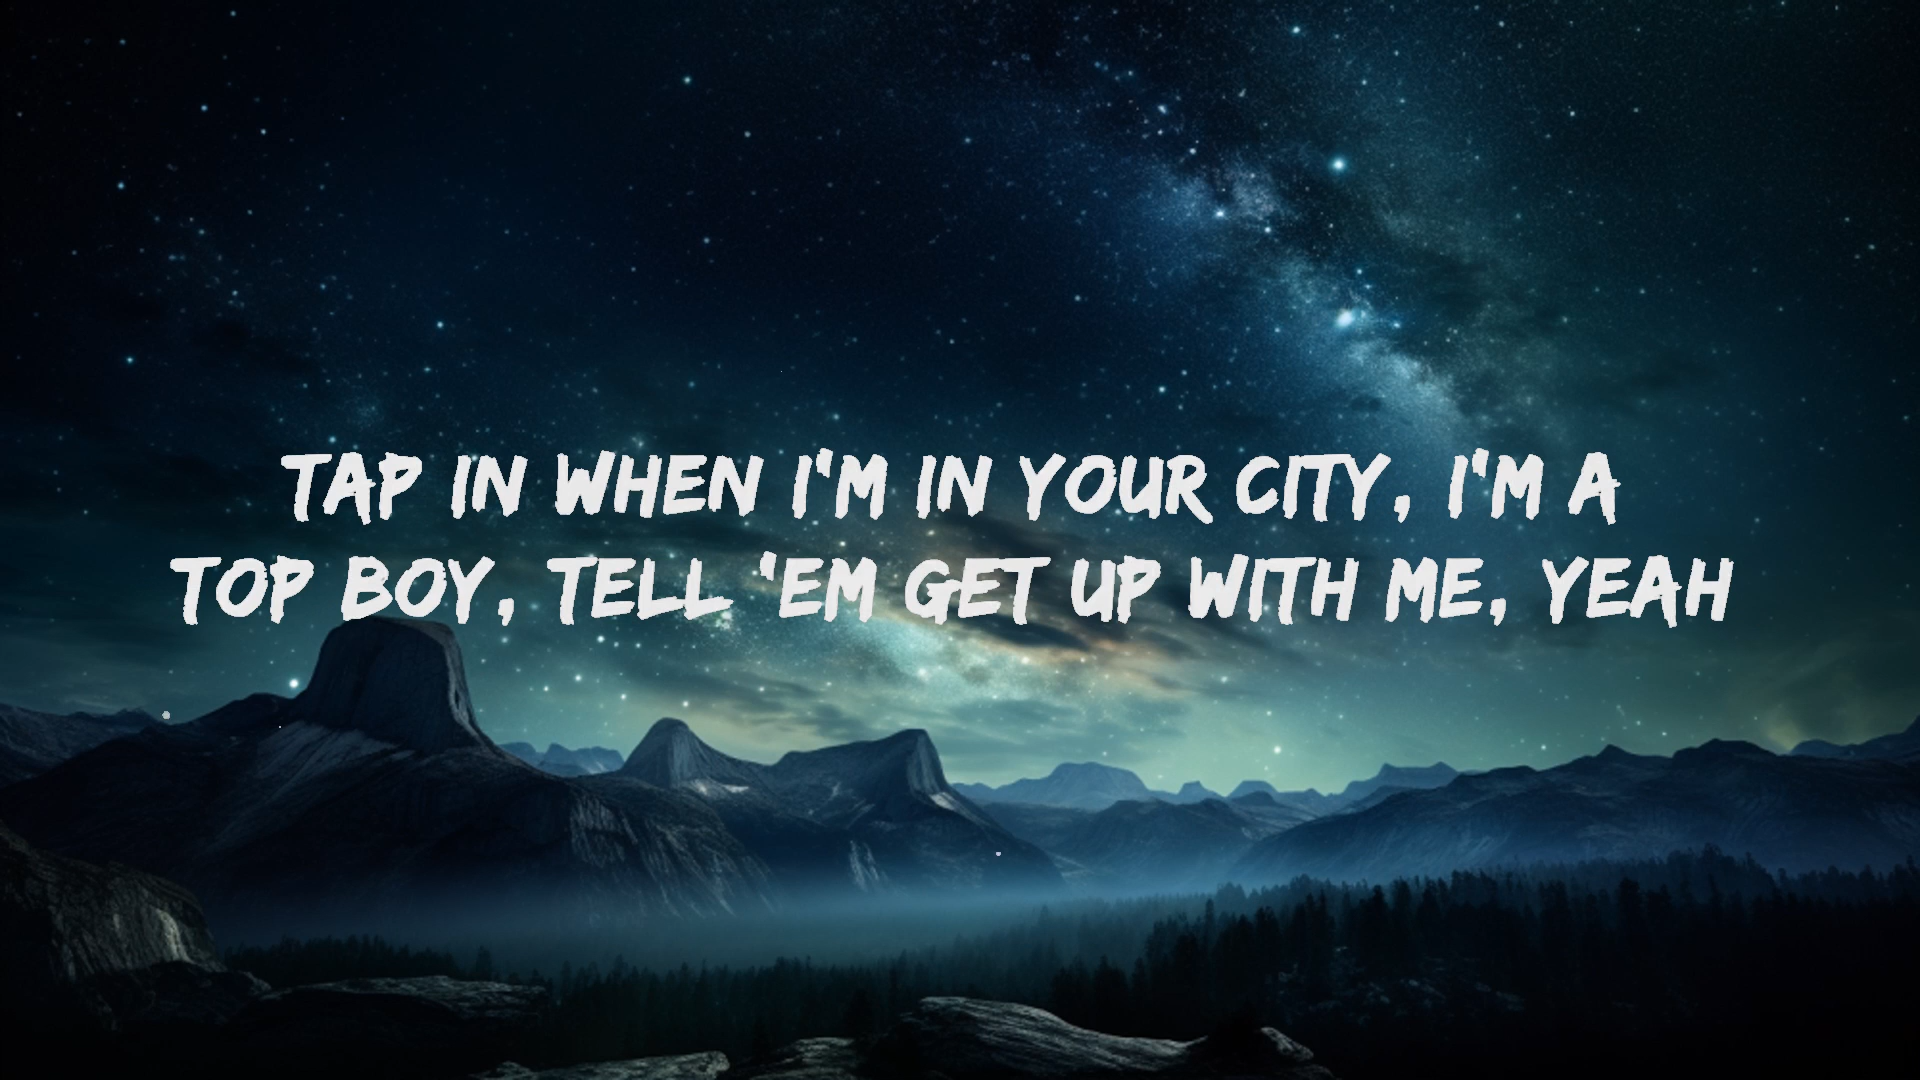 TAP IN WHEN I'M IN YOUR CITY, I'M A
TOP BOY, TELL 'EM GET UP WITH ME, YEAH